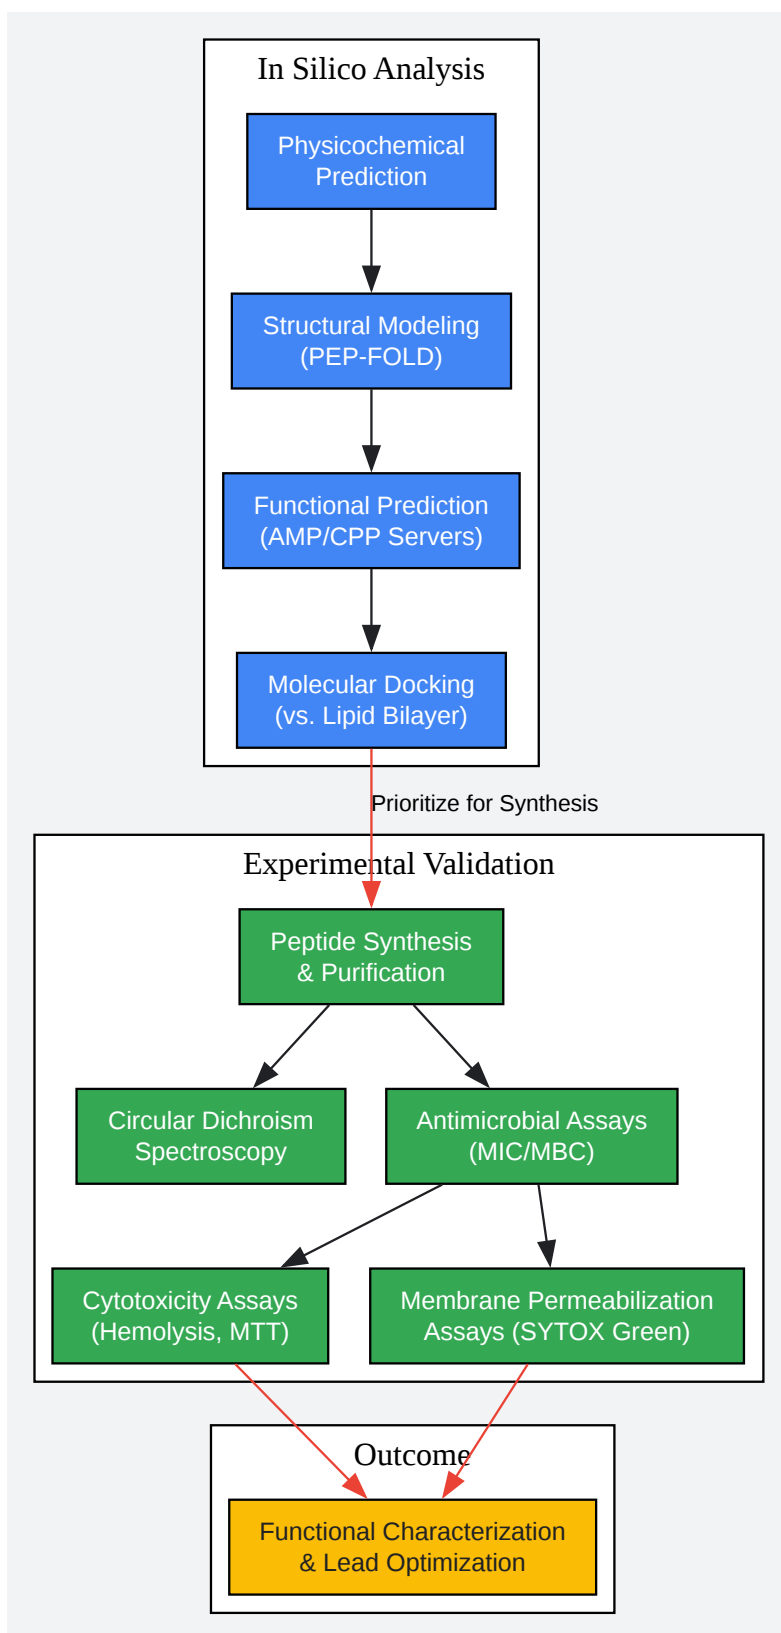 In Silico Analysis
Physicochemical
Prediction
Structural Modeling
(PEP-FOLD)
Functional Prediction
(AMP/CPP Servers)
Molecular Docking
(vs. Lipid Bilayer)
Prioritize for Synthesis
Experimental Validation
Peptide Synthesis
& Purification
Circular Dichroism
Spectroscopy
Antimicrobial Assays
(MIC/MBC)
Cytotoxicity Assays
(Hemolysis, MTT)
Membrane Permeabilization
Assays (SYTOX Green)
Outcome
Functional Characterization
& Lead Optimization